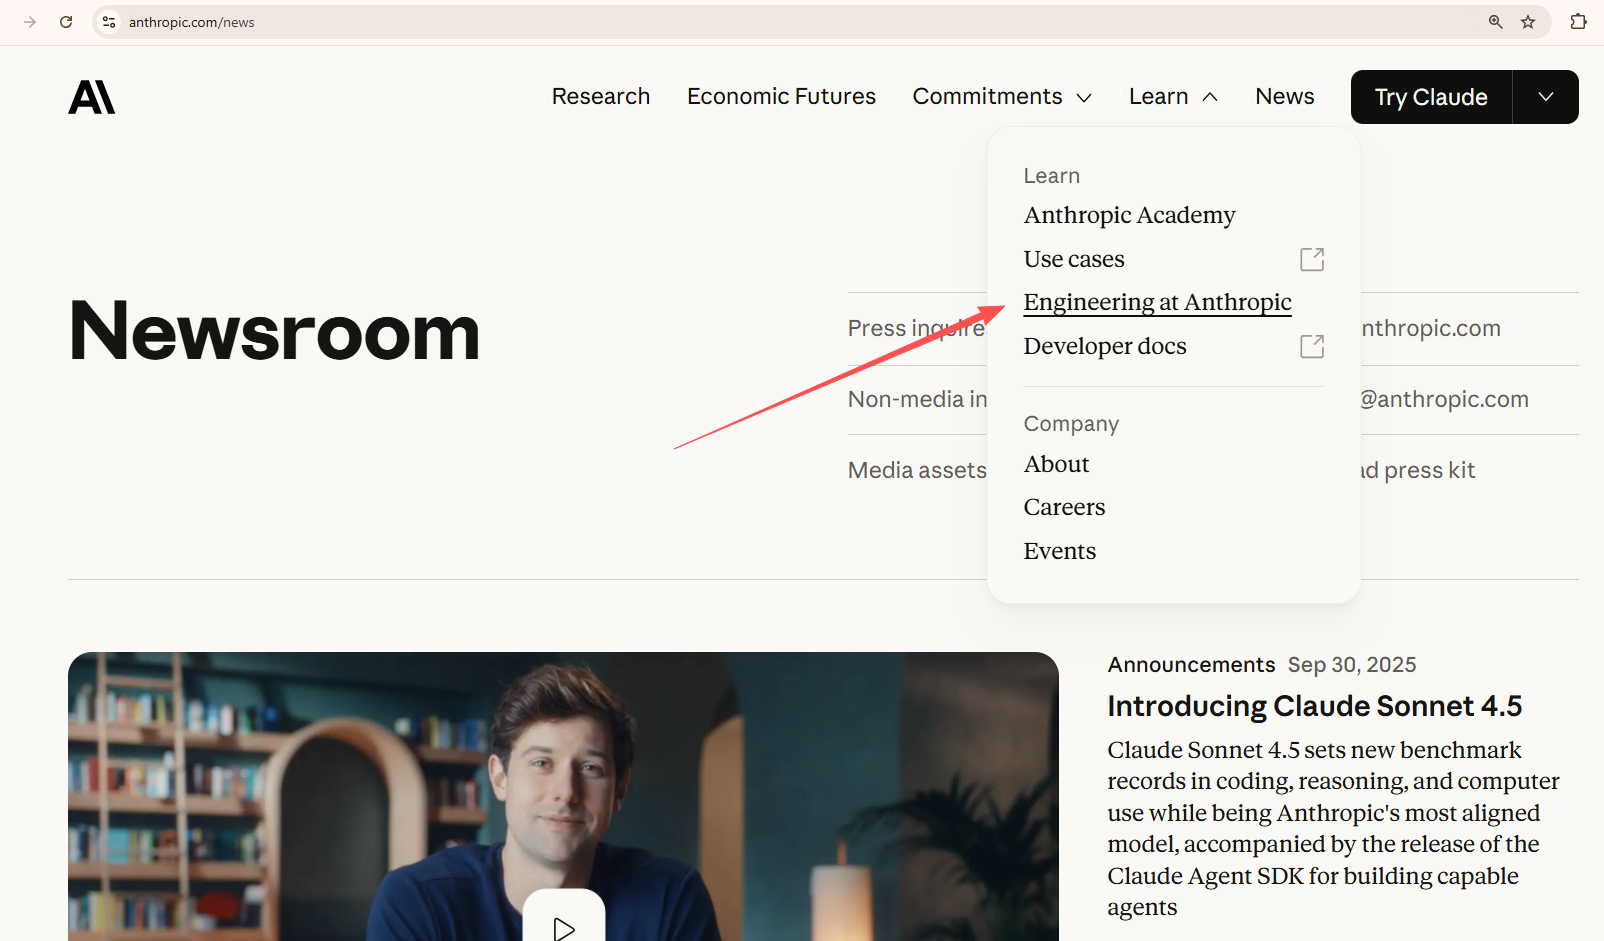 anthropic.com/news
Research
Economic Futures
Commitments
Learn
News
Try Claude
Learn
Anthropic Academy
Use cases
Engineering at Anthropic
Developer docs
Company
About
Careers
Events
Newsroom
Press inquire
nthropic.com
Non-media in
@anthropic.com
Media assets
ad press kit
Announcements Sep 30, 2025
Introducing Claude Sonnet 4.5
Claude Sonnet 4.5 sets new benchmark
records in coding, reasoning, and computer
use while being Anthropic's most aligned
model, accompanied by the release of the
Claude Agent SDK for building capable
agents